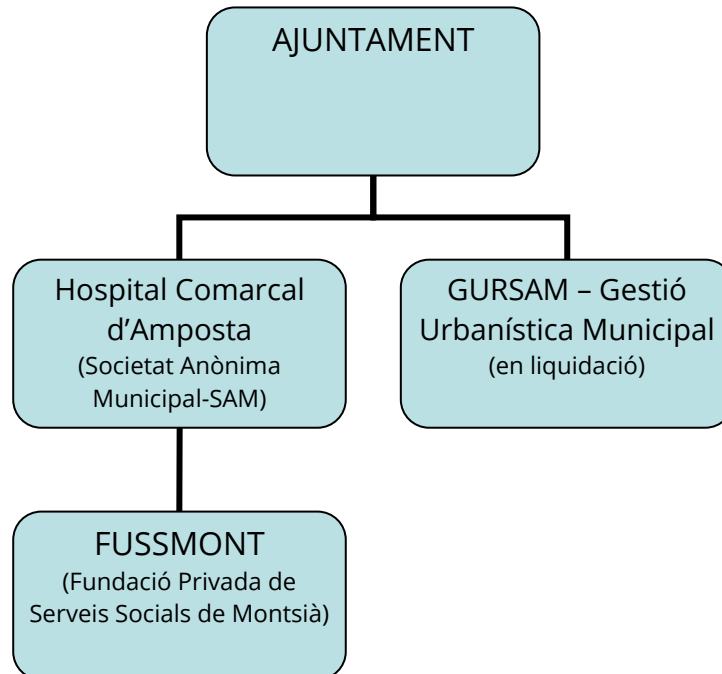 AJUNTAMENT
Hospital Comarcal
d’Amposta
(Societat Anònima
Municipal-SAM)
GURSAM – Gestió
Urbanística Municipal
(en liquidació)
FUSSMONT
(Fundació Privada de
Serveis Socials de Montsià)